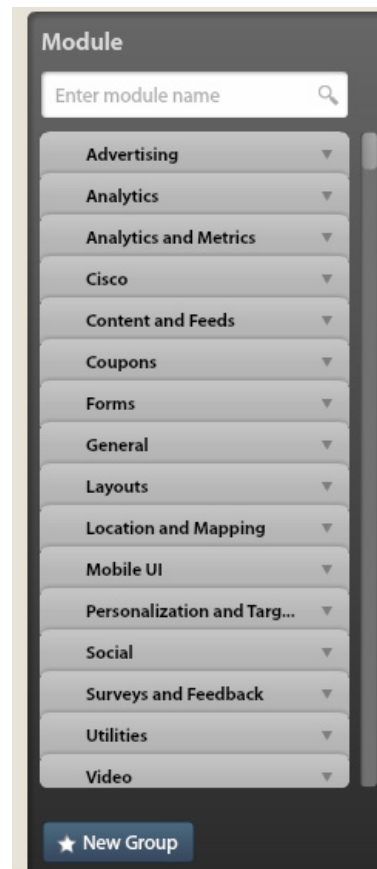 Module
Enter module name
Advertising
Analytics
Analytics and Metrics
Cisco
Content and Feeds
Coupons
Forms
General
Layouts
Location and Mapping
Mobile UI
Personalization and Targ...
Social
Surveys and Feedback
Utilities
Video
New Group